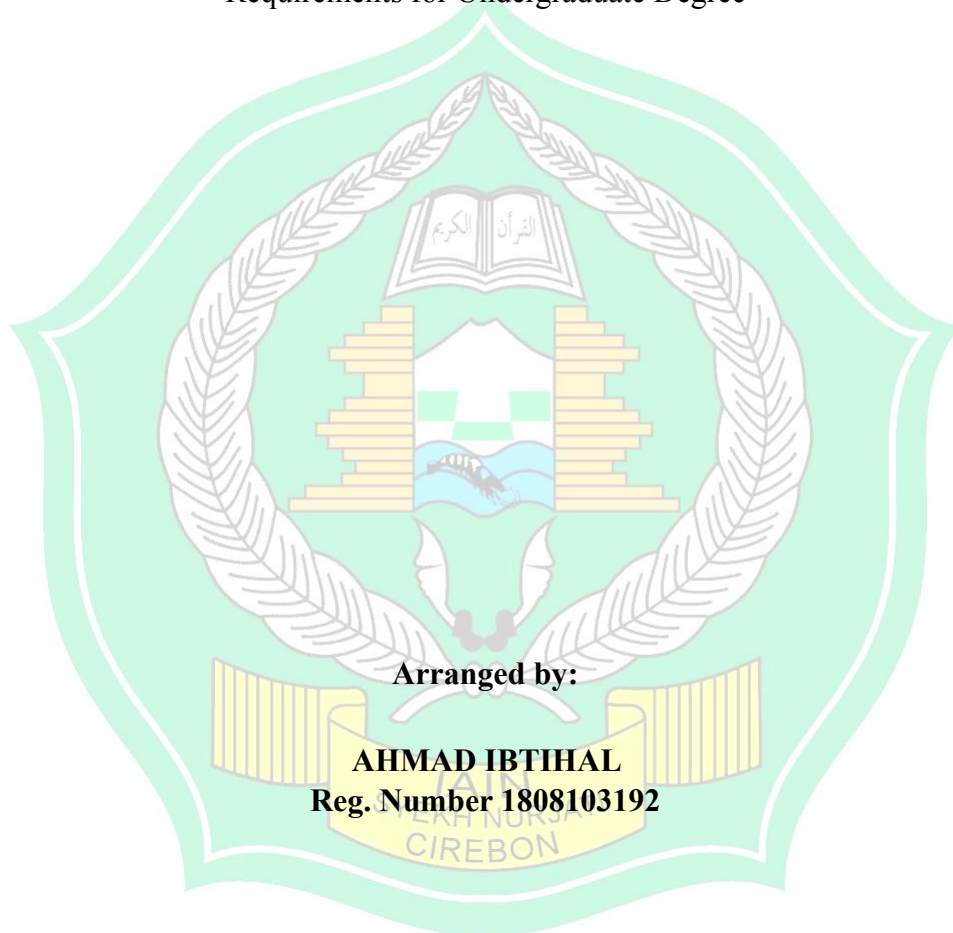 Requirements for Undergraduate Degree
القرآن الكريم
Arranged by:
AHMAD IBTIHAL
IAIN
Reg. Number 1808103192
SYEKH NURJATI
CIREBON